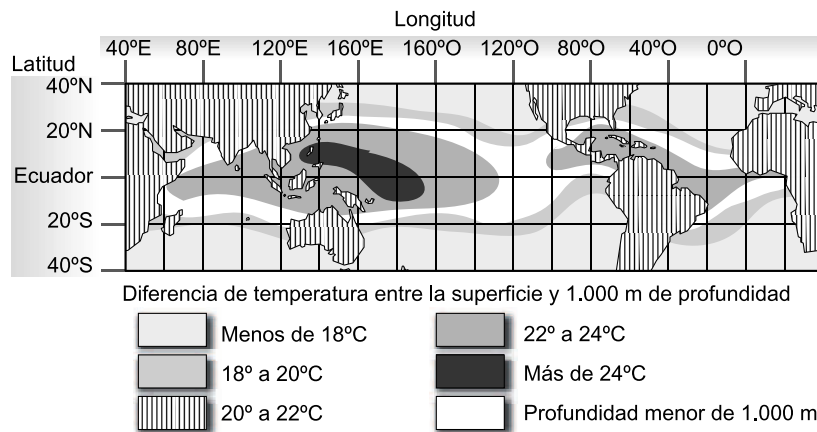 Longitud
40ºE 80ºE 120ºE 160ºE 160ºO 120ºO 80ºO 40ºO 0ºO
Latitud
40ºN
20ºN
Ecuador
20ºS
40ºS
Diferencia de temperatura entre la superficie y 1.000 m de profundidad
Menos de 18ºC
22º a 24ºC
18º a 20ºC
Más de 24ºC
20º a 22ºC
Profundidad menor de 1.000 m